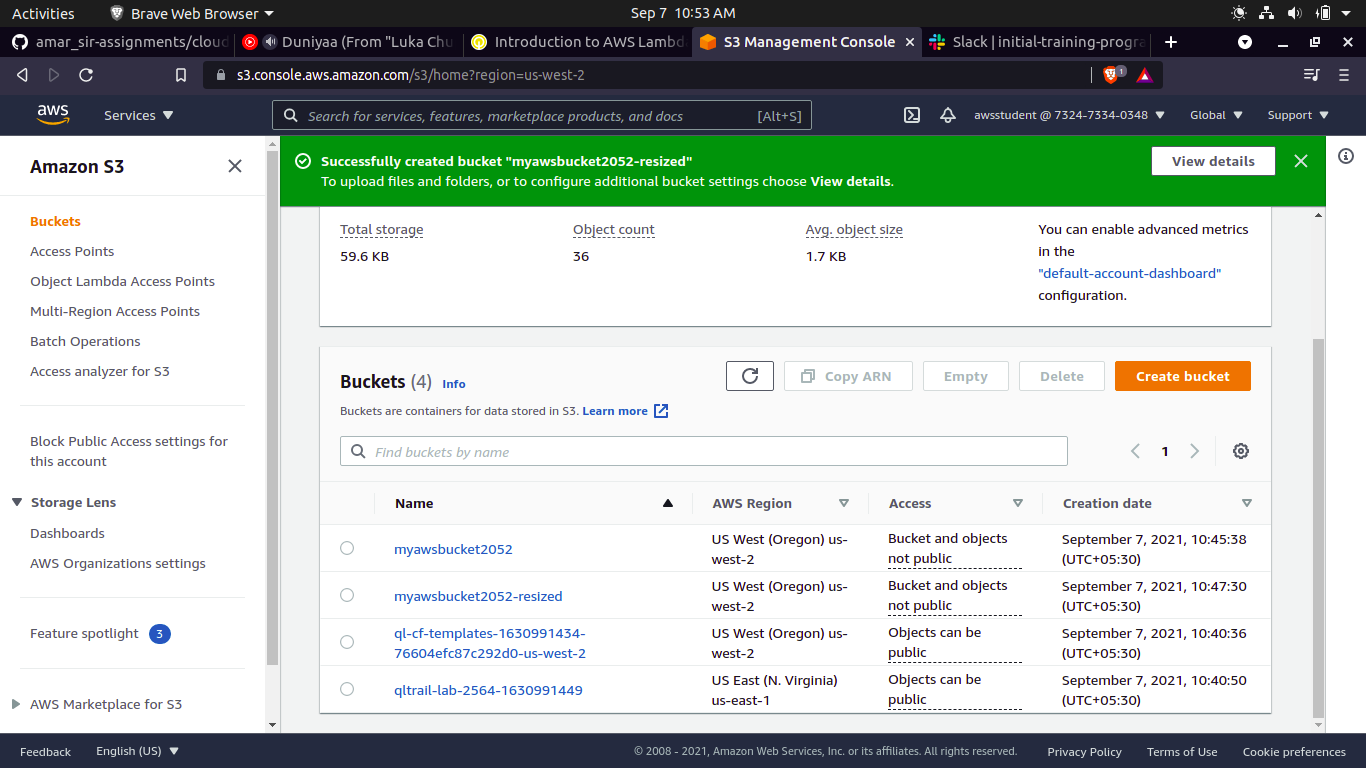 Activities
Brave Web Browser
Sep 7 10:53 AM
amar_sir-assignments/cloud
Duniyaa (From "Luka Chu
Introduction to AWS Lambd
S3 Management Console
Slack | initial-training-progra
s3.console.aws.amazon.com/s3/home?region=us-west-2
1
aws
Services
Search for services, features, marketplace products, and docs
[Alt+S]
awsstudent @ 7324-7334-0348
Global
Support
Amazon S3
Buckets
Access Points
Object Lambda Access Points
Multi-Region Access Points
Batch Operations
Access analyzer for S3
Block Public Access settings for
this account
Storage Lens
Dashboards
AWS Organizations settings
Feature spotlight
3
AWS Marketplace for S3
Successfully created bucket "myawsbucket2052-resized"
To upload files and folders, or to configure additional bucket settings choose View details.
View details
Total storage
59.6 KB
Object count
36
Avg. object size
1.7 KB
You can enable advanced metrics
in the
"default-account-dashboard"
configuration.
Buckets (4)
Info
Copy ARN
Empty
Delete
Create bucket
Buckets are containers for data stored in S3. Learn more
Find buckets by name
1
Name
AWS Region
Access
Creation date
myawsbucket2052
US West (Oregon) us-
west-2
Bucket and objects
not public
September 7, 2021, 10:45:38
(UTC+05:30)
myawsbucket2052-resized
US West (Oregon) us-
west-2
Bucket and objects
not public
September 7, 2021, 10:47:30
(UTC+05:30)
ql-cf-templates-1630991434-
76604efc87c292d0-us-west-2
US West (Oregon) us-
west-2
Objects can be
public
September 7, 2021, 10:40:36
(UTC+05:30)
qltrail-lab-2564-1630991449
US East (N. Virginia)
us-east-1
Objects can be
public
September 7, 2021, 10:40:50
(UTC+05:30)
Feedback
English (US)
© 2008 - 2021, Amazon Web Services, Inc. or its affiliates. All rights reserved.
Privacy Policy
Terms of Use
Cookie preferences